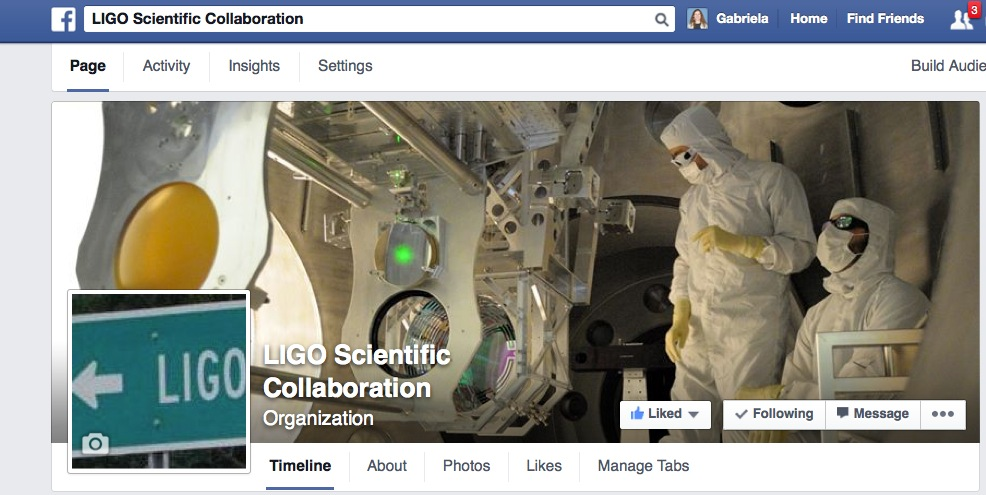 f LIGO Scientific Collaboration Gabriela Home Find Friends 3
Page Activity Insights Settings Build Audie
LIGO
LIGO Scientific
Collaboration
Organization
Liked Following Message
Timeline About Photos Likes Manage Tabs